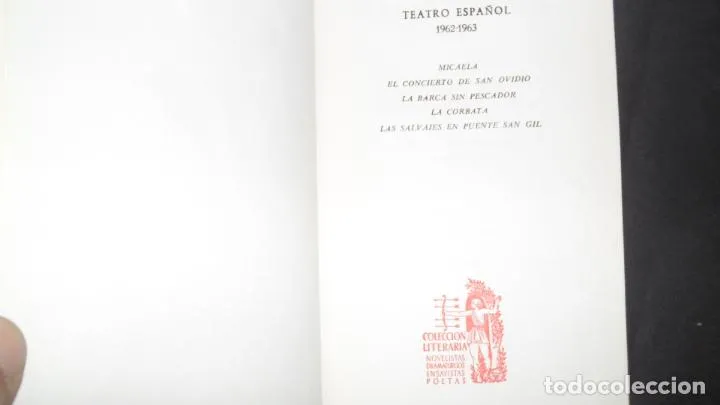 TEATRO ESPAÑOL
1962-1963
MICAELA
EL CONCIERTO DE SAN OVIDIO
LA BARCA SIN PESCADOR
LA CORBATA
LAS SALVAJES EN PUENTE SAN GIL
COLECCION
LITERARIA
NOVELISTAS
DRAMATURGOS
ENSAYISTAS
POETAS
todocoleccion